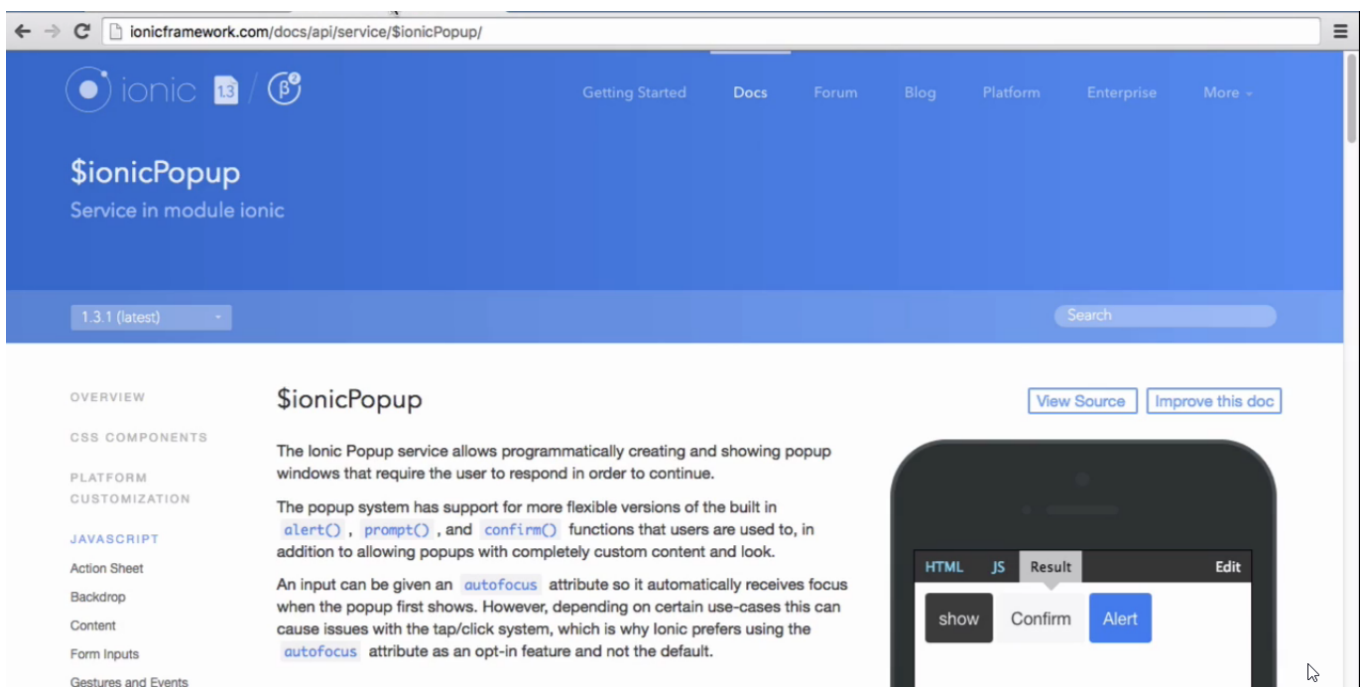 ionicframework.com/docs/api/service/$ionicPopup/
ionic 1.3 / β 2
Getting Started Docs Forum Blog Platform Enterprise More
$ionicPopup
Service in module ionic
1.3.1 (latest)
Search
OVERVIEW
CSS COMPONENTS
PLATFORM
CUSTOMIZATION
JAVASCRIPT
Action Sheet
Backdrop
Content
Form Inputs
Gestures and Events
$ionicPopup
View Source
Improve this doc
The Ionic Popup service allows programmatically creating and showing popup
windows that require the user to respond in order to continue.
The popup system has support for more flexible versions of the built in
alert() , prompt() , and confirm() functions that users are used to, in
addition to allowing popups with completely custom content and look.
An input can be given an autofocus attribute so it automatically receives focus
when the popup first shows. However, depending on certain use-cases this can
cause issues with the tap/click system, which is why Ionic prefers using the
autofocus attribute as an opt-in feature and not the default.
HTML JS Result Edit
show Confirm Alert